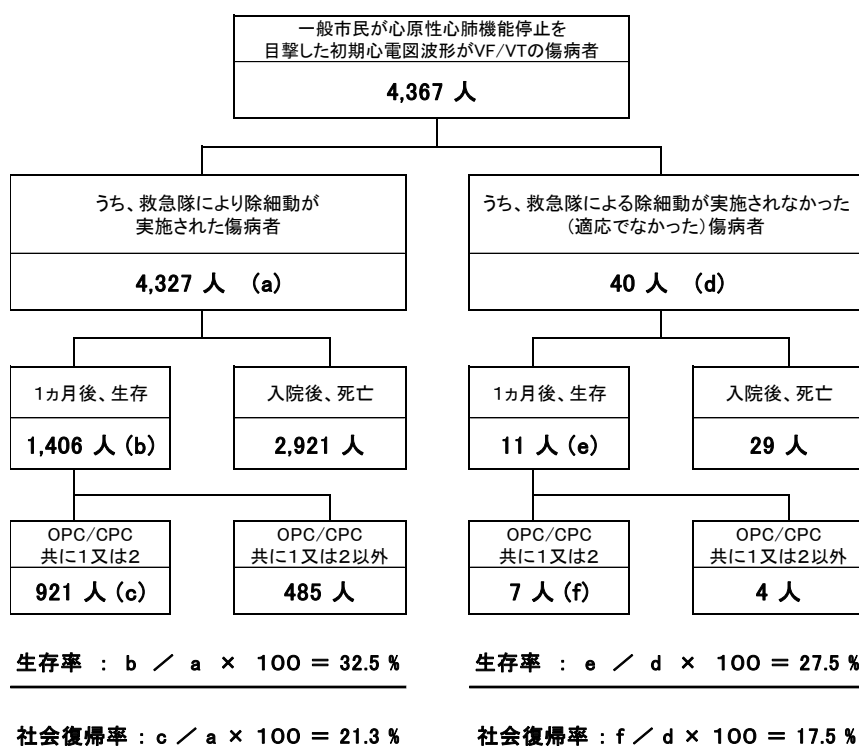 一般市民が心原性心肺機能停止を
目撃した初期心電図波形がVF/VTの傷病者
4,367 人
うち、救急隊により除細動が
実施された傷病者
4,327 人 (a)
うち、救急隊による除細動が実施されなかった
(適応でなかった)傷病者
40 人 (d)
1ヵ月後、生存
1,406 人 (b)
入院後、死亡
2,921 人
1ヵ月後、生存
11 人 (e)
入院後、死亡
29 人
OPC/CPC
共に1又は2
921 人 (c)
OPC/CPC
共に1又は2以外
485 人
OPC/CPC
共に1又は2
7 人 (f)
OPC/CPC
共に1又は2以外
4 人
生存率 : b / a × 100 = 32.5 %
生存率 : e / d × 100 = 27.5 %
社会復帰率 : c / a × 100 = 21.3 %
社会復帰率 : f / d × 100 = 17.5 %